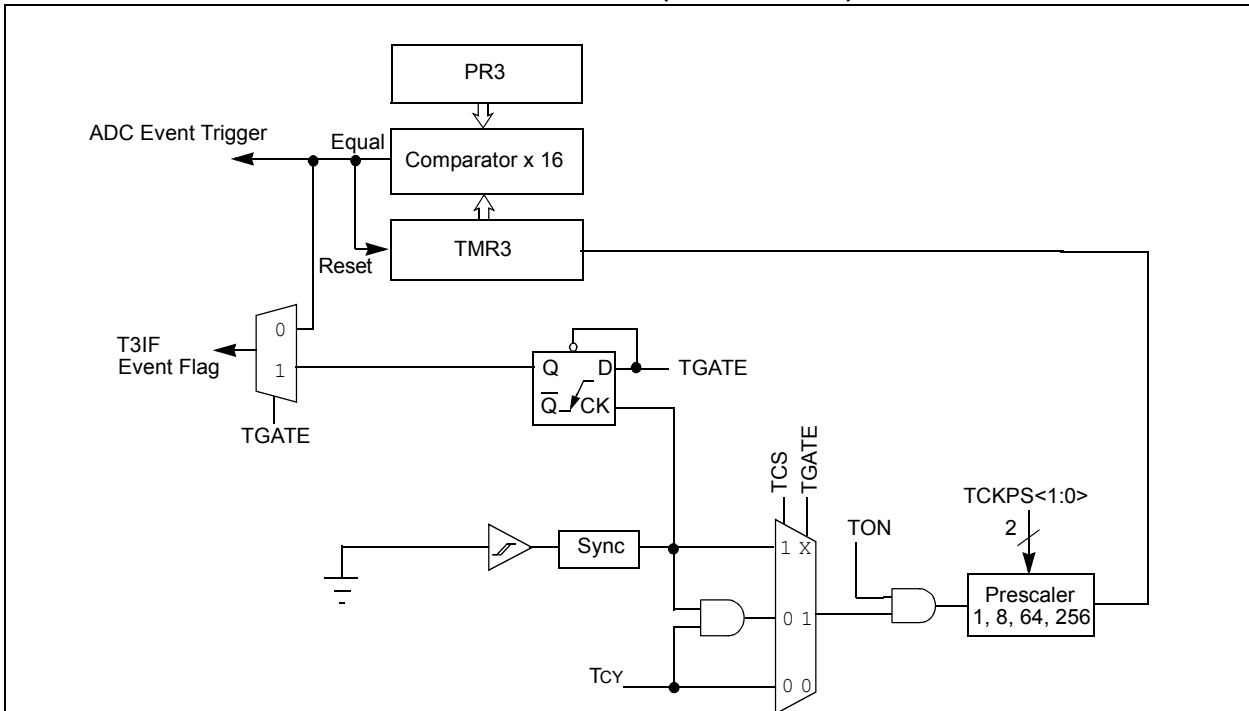 PR3
ADC Event Trigger
Equal
Comparator x 16
TMR3
Reset
0
1
T3IF
Event Flag
TGATE
Q D
Q CK
TGATE
TCS
TGATE
TCKPS<1:0>
2
TON
Sync
1 X
0 1
0 0
Prescaler
1, 8, 64, 256
TCY